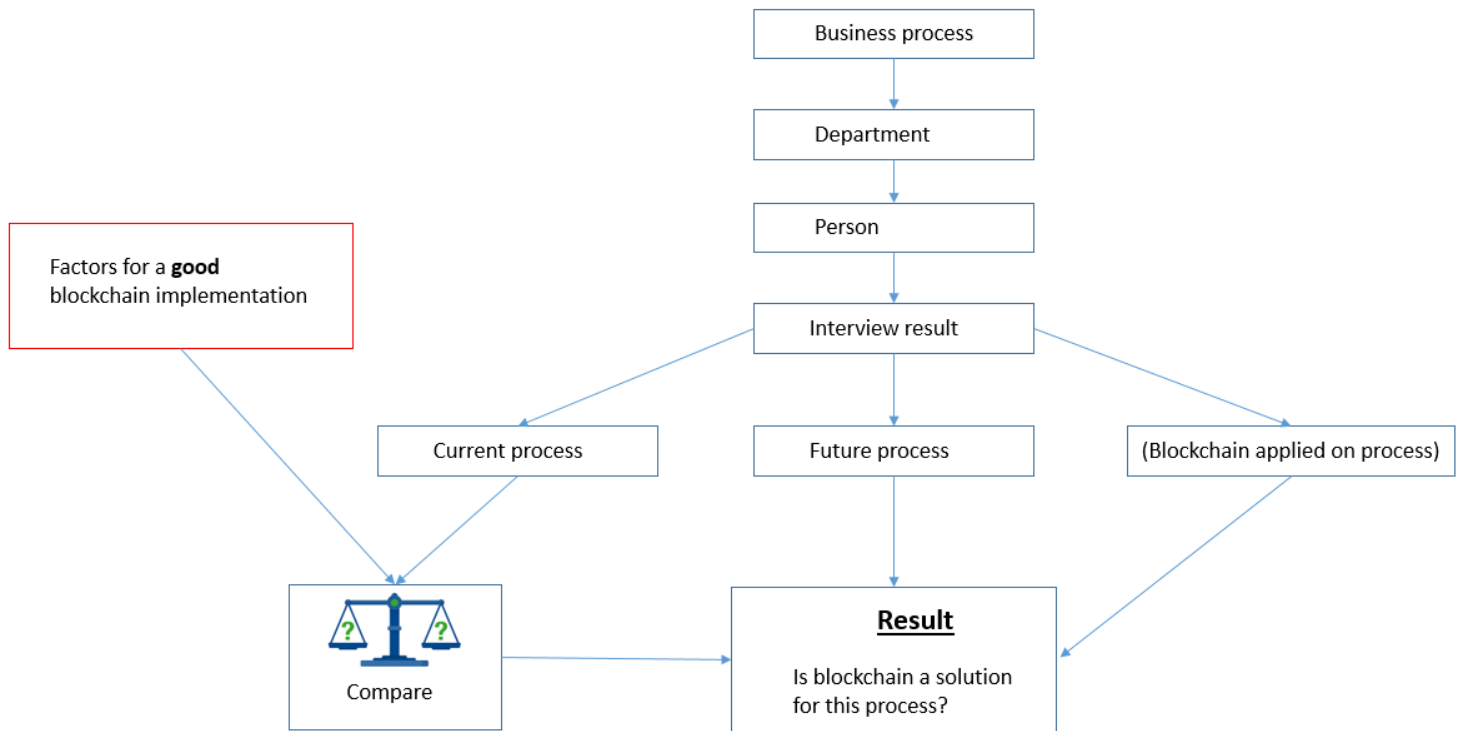 Business process
Department
Person
Factors for a good
blockchain implementation
Interview result
Current process
Future process
(Blockchain applied on process)
? ?
Compare
Result
Is blockchain a solution
for this process?